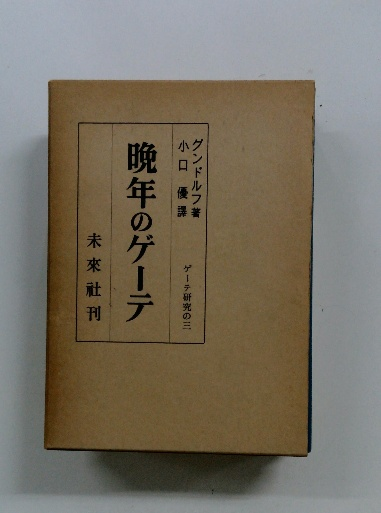 グンドルフ著
小口優譯
ゲーテ研究の三
晩年のゲーテ
未來社刊